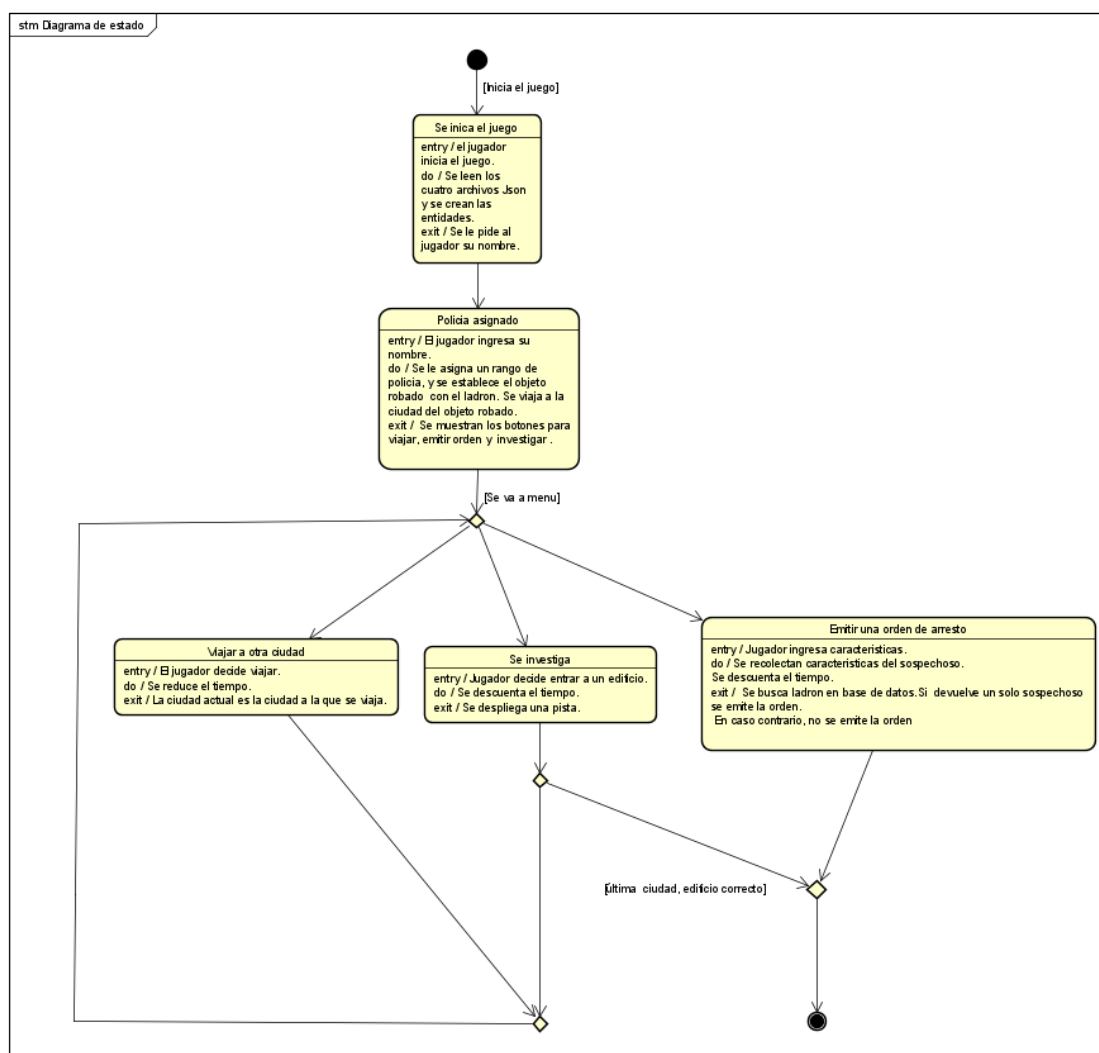 stm Diagrama de estado
[Inicia el juego]
Se inica el juego
entry / el jugador
inicia el juego.
do / Se leen los
cuatro archivos Json
y se crean las
entidades.
exit / Se le pide al
jugador su nombre.
Policia asignado
entry / El jugador ingresa su
nombre.
do / Se le asigna un rango de
policia, y se establece el objeto
robado con el ladron. Se viaja a la
ciudad del objeto robado.
exit / Se muestran los botones para
viajar, emitir orden y investigar .
[Se va a menu]
Viajar a otra ciudad
entry / El jugador decide viajar.
do / Se reduce el tiempo.
exit / La ciudad actual es la ciudad a la que se viaja.
Se investiga
entry / Jugador decide entrar a un edificio.
do / Se descuenta el tiempo.
exit / Se despliega una pista.
Emitir una orden de arresto
entry / Jugador ingresa caracteristicas.
do / Se recolectan caracteristicas del sospechoso.
Se descuenta el tiempo.
exit / Se busca ladron en base de datos.Si devuelve un solo sospechoso
se emite la orden.
En caso contrario, no se emite la orden
[última ciudad, edificio correcto]